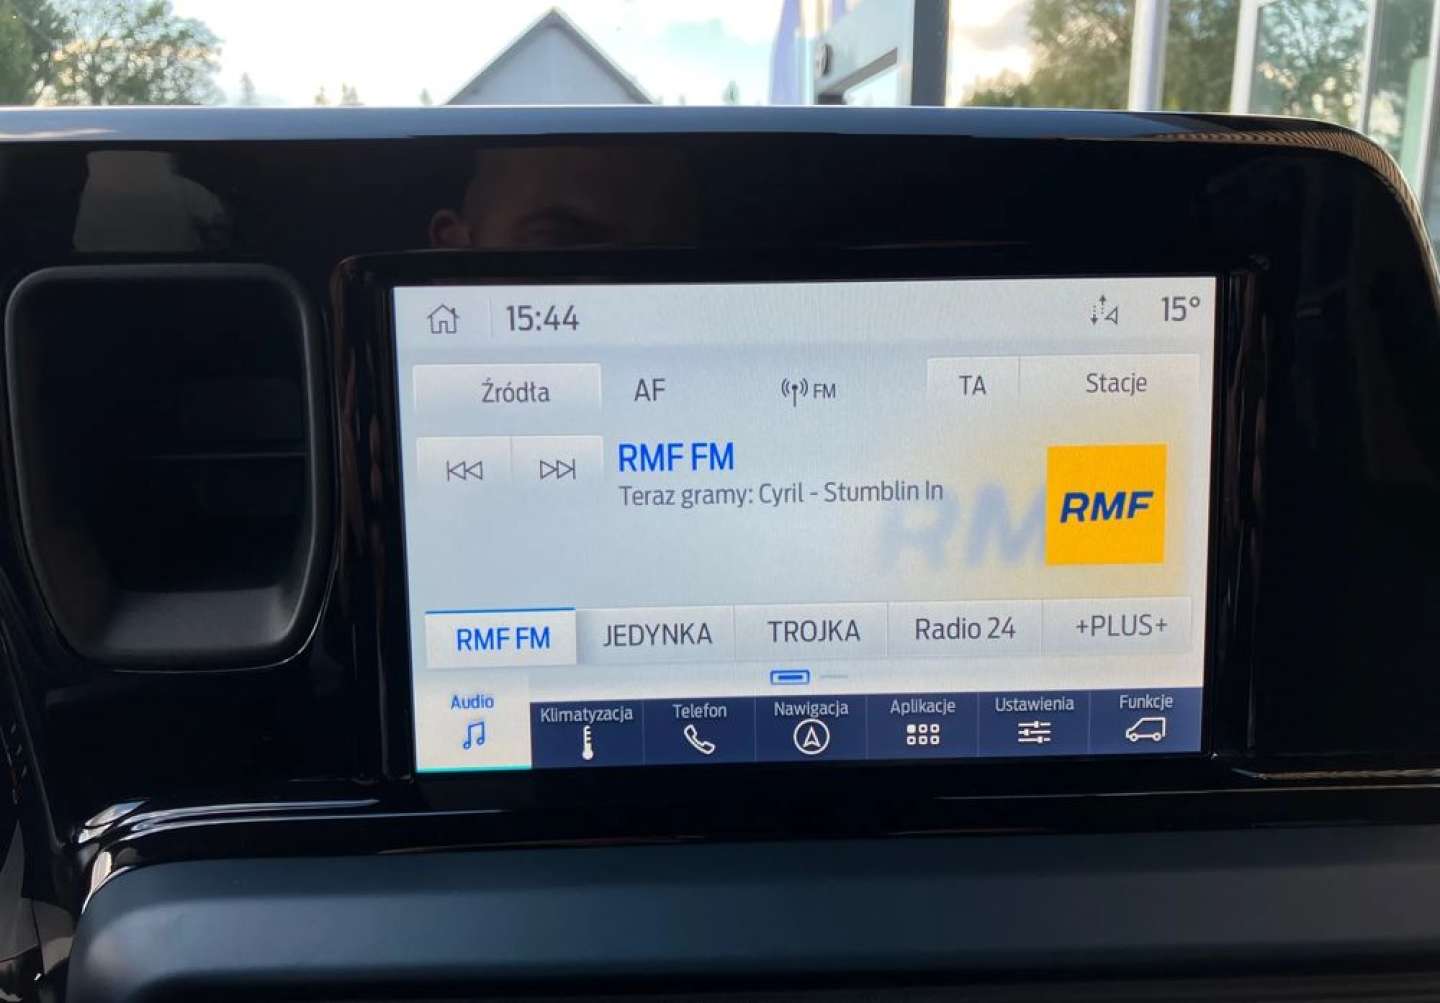 15:44
15°
Źródła AF FM TA Stacje
RMF FM
Teraz gramy: Cyril - Stumblin In
RMF
RMF FM JEDYNKA TROJKA Radio 24 +PLUS+
Audio Klimatyzacja Telefon Nawigacja Aplikacje Ustawienia Funkcje